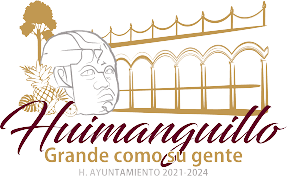 Huimanguillo
Grande como su gente
H. AYUNTAMIENTO 2021-2024